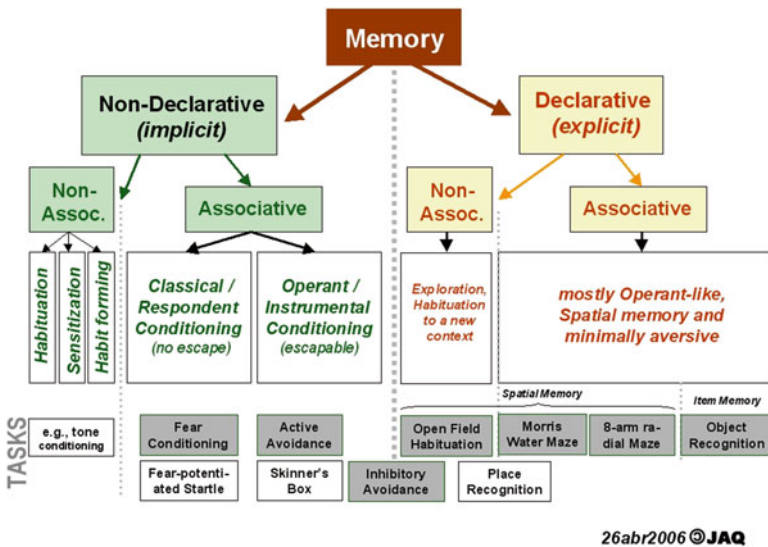 Memory
Non-Declarative
(implicit)
Declarative
(explicit)
Non-
Assoc.
Associative
Non-
Assoc.
Associative
Habituation
Sensitization
Habit forming
Classical /
Respondent
Conditioning
(no escape)
Operant /
Instrumental
Conditioning
(escapable)
Exploration,
Habituation
to a new
context
mostly Operant-like,
Spatial memory and
minimally aversive
Spatial Memory
Item Memory
TASKS
e.g., tone
conditioning
Fear
Conditioning
Active
Avoidance
Open Field
Habituation
Morris
Water Maze
8-arm ra-
dial Maze
Object
Recognition
Fear-potenti-
ated Startle
Skinner's
Box
Inhibitory
Avoidance
Place
Recognition
26abr2006 ©JAQ